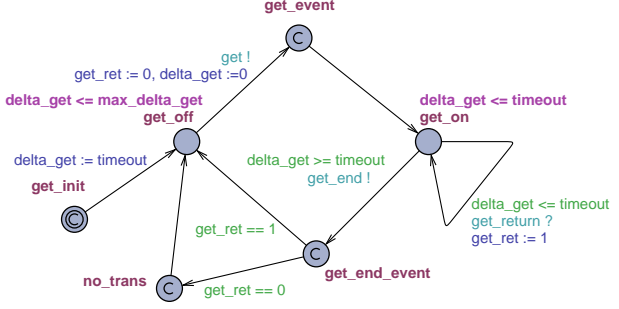 get_event
get !
get_ret := 0, delta_get :=0
delta_get <= max_delta_get
get_off
delta_get <= timeout
get_on
delta_get := timeout
get_init
delta_get >= timeout
get_end !
delta_get <= timeout
get_return ?
get_ret := 1
get_ret == 1
get_end_event
no_trans
get_ret == 0
C
C
C
C